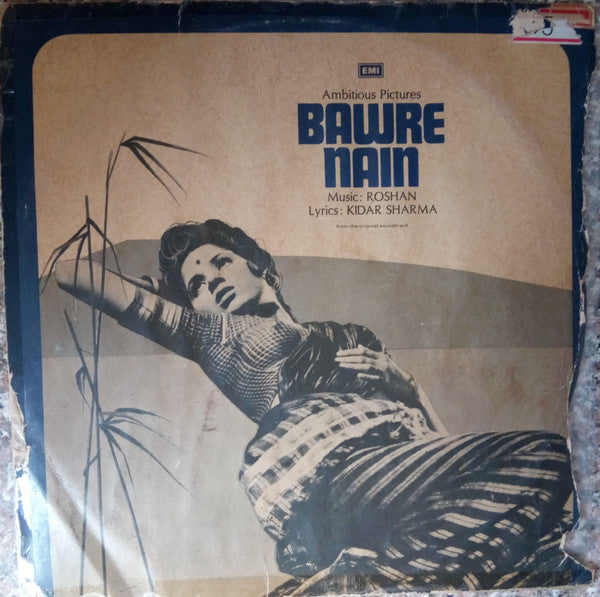 EMI
Ambitious Pictures
BAWRE
NAIN
Music: ROSHAN
Lyrics: KIDAR SHARMA
from the original soundtrack